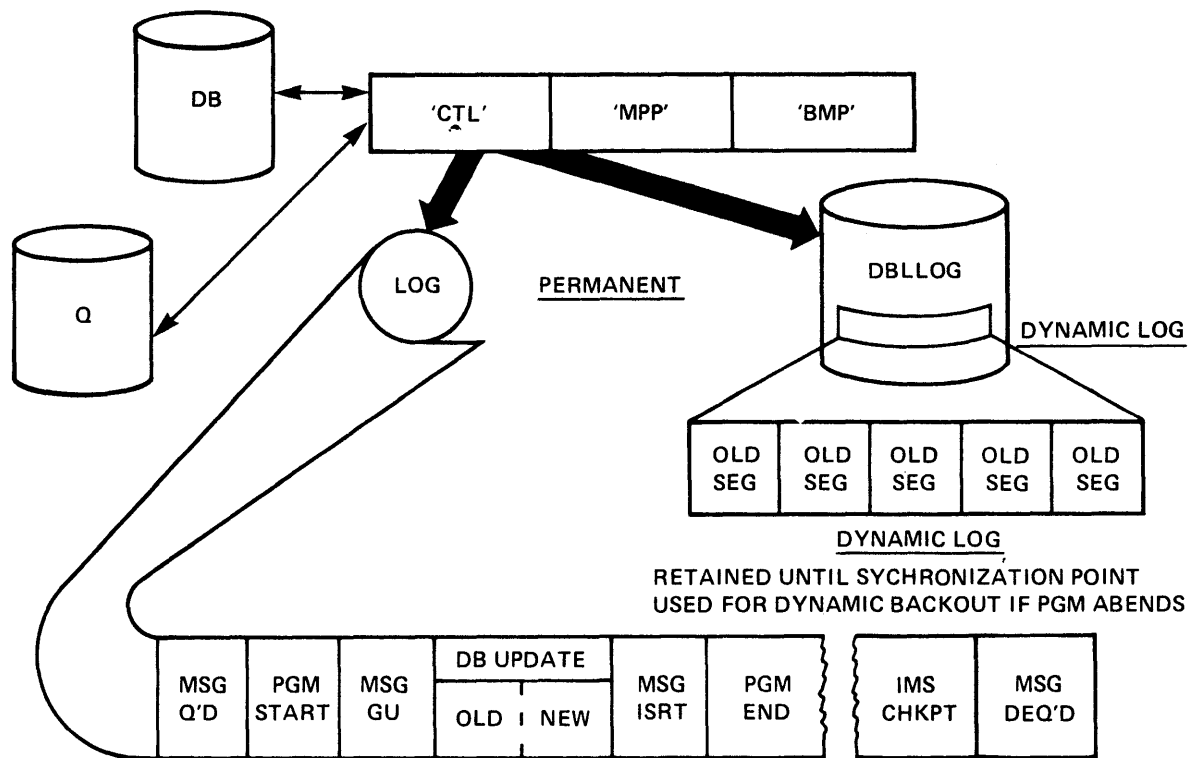 DB
'CTL'
'MPP'
'BMP'
Q
LOG
PERMANENT
DBLLOG
DYNAMIC LOG
OLD SEG
OLD SEG
OLD SEG
OLD SEG
OLD SEG
DYNAMIC LOG
RETAINED UNTIL SYCHRONIZATION POINT
USED FOR DYNAMIC BACKOUT IF PGM ABENDS
MSG Q'D
PGM START
MSG GU
DB UPDATE
OLD
NEW
MSG ISRT
PGM END
IMS CHKPT
MSG DEQ'D